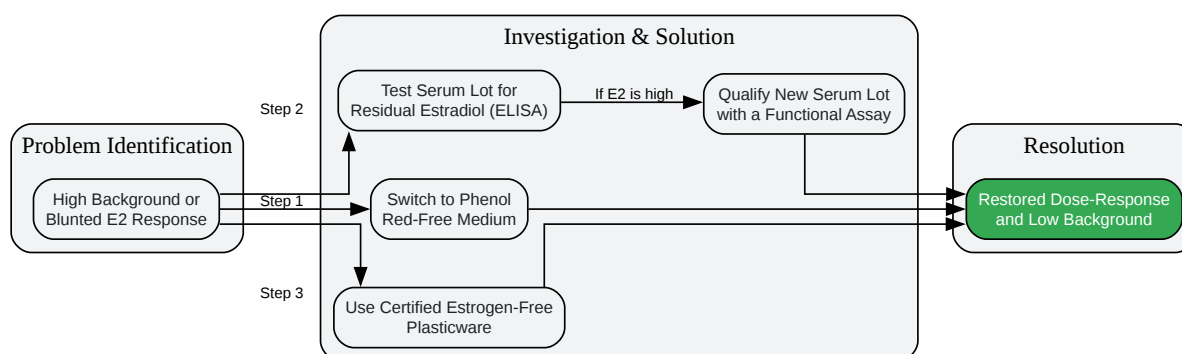 Investigation & Solution
Step 2
Test Serum Lot for
Residual Estradiol (ELISA)
If E2 is high
Qualify New Serum Lot
with a Functional Assay
Problem Identification
High Background or
Blunted E2 Response
Step 1
Switch to Phenol
Red-Free Medium
Resolution
Restored Dose-Response
and Low Background
Step 3
Use Certified Estrogen-Free
Plasticware